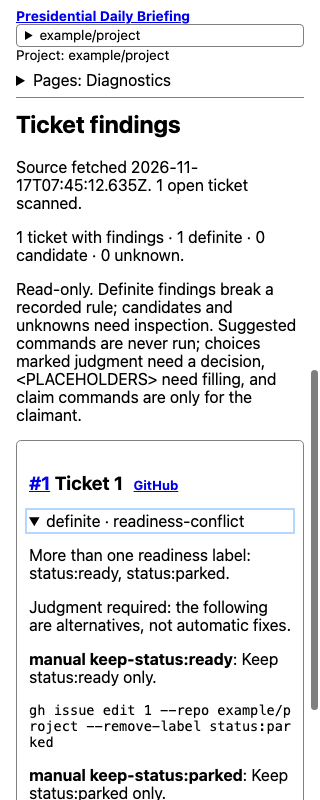 Presidential Daily Briefing
▶ example/project
Project: example/project
▶ Pages: Diagnostics
Ticket findings
Source fetched 2026-11-
17T07:45:12.635Z. 1 open ticket
scanned.
1 ticket with findings · 1 definite · 0
candidate · 0 unknown.
Read-only. Definite findings break a
recorded rule; candidates and
unknowns need inspection. Suggested
commands are never run; choices
marked judgment need a decision,
<PLACEHOLDERS> need filling, and
claim commands are only for the
claimant.
#1 Ticket 1 GitHub
▼ definite · readiness-conflict
More than one readiness label:
status:ready, status:parked.
Judgment required: the following
are alternatives, not automatic fixes.
manual keep-status:ready: Keep
status:ready only.
gh issue edit 1 --repo example/p
roject --remove-label status:par
ked
manual keep-status:parked: Keep
status:parked only.